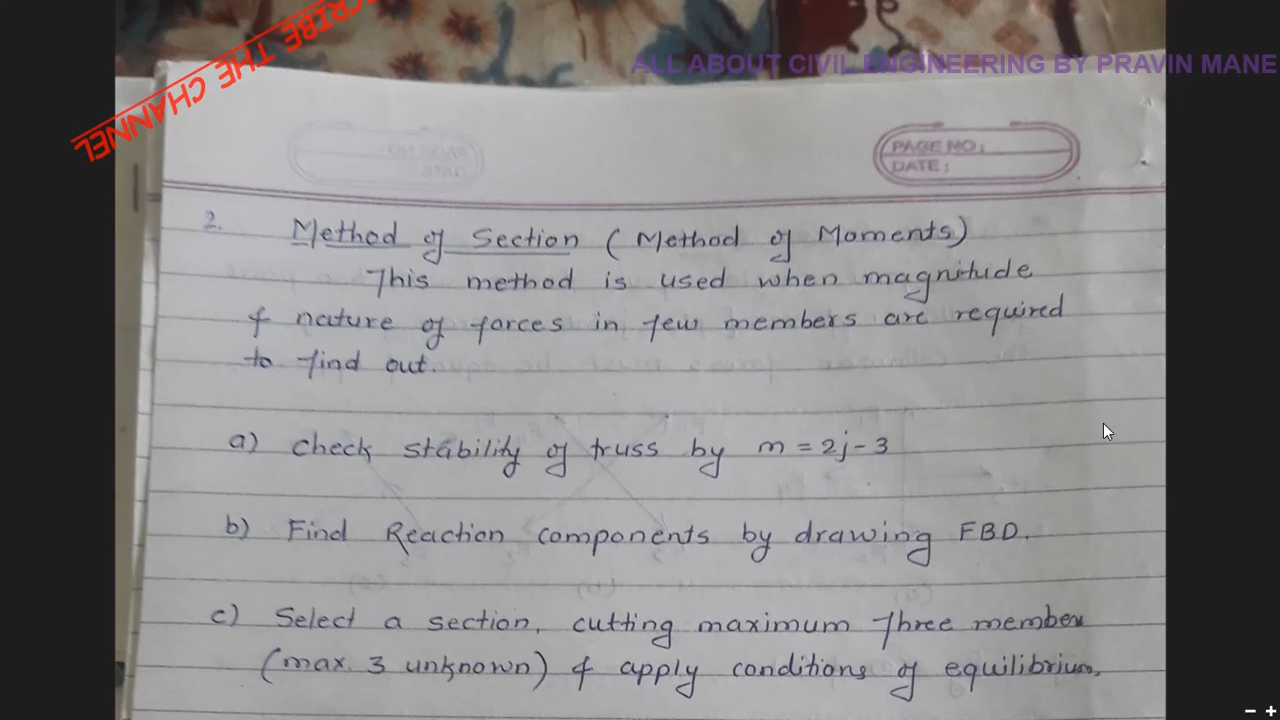 SCRIBE THE CHANNEL
ALL ABOUT CIVIL ENGINEERING BY PRAVIN MANE
PAGE NO.:
DATE:
2. Method of Section (Method of Moments)
This method is used when magnitude
& nature of forces in few members are required
to find out.
a) Check stability of truss by m = 2j - 3
b) Find Reaction components by drawing FBD.
c) Select a section, cutting maximum three member
(max. 3 unknown) & apply conditions of equilibrium.